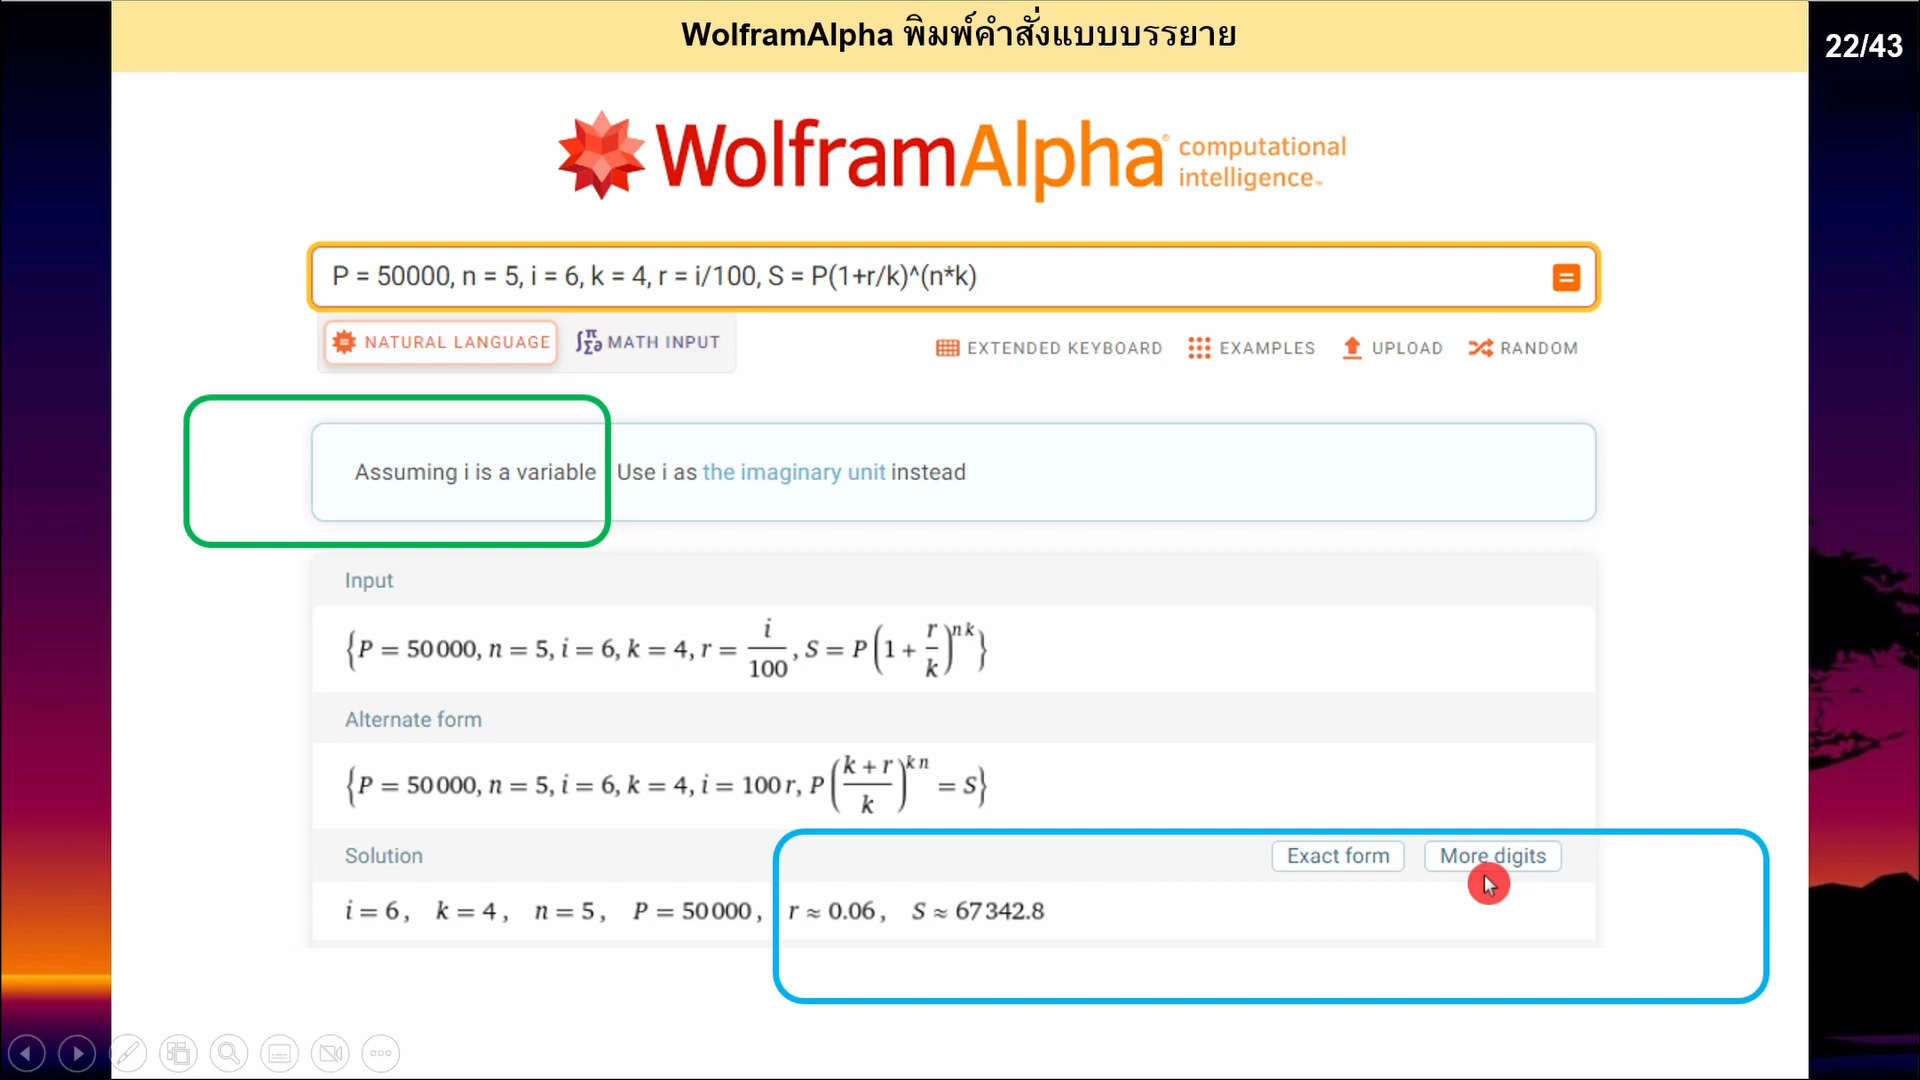 WolframAlpha พิมพ์คำสั่งแบบบรรยาย
22/43
WolframAlpha computational intelligence
P = 50000, n = 5, i = 6, k = 4, r = i/100, S = P(1+r/k)^(n*k)
NATURAL LANGUAGE
MATH INPUT
EXTENDED KEYBOARD
EXAMPLES
UPLOAD
RANDOM
Assuming i is a variable
Use i as the imaginary unit instead
Input
{P = 50000, n = 5, i = 6, k = 4, r = i/100, S = P(1 + r/k)^(n k)}
Alternate form
{P = 50000, n = 5, i = 6, k = 4, i = 100 r, P((k + r)/k)^(k n) = S}
Solution
Exact form
More digits
i = 6, k = 4, n = 5, P = 50000, r ≈ 0.06, S ≈ 67342.8